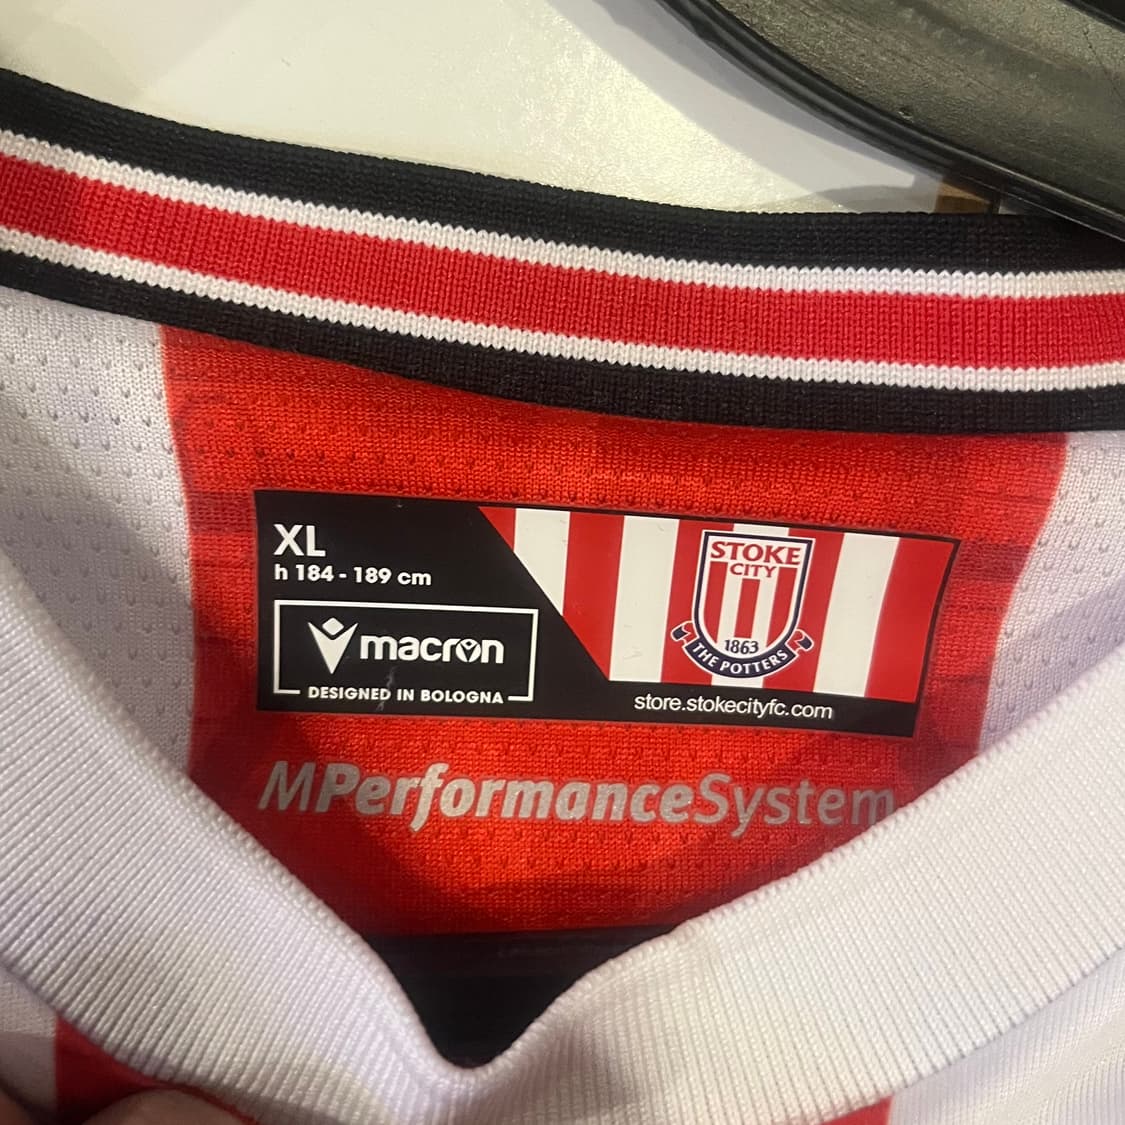 XL
h 184 - 189 cm
macron
DESIGNED IN BOLOGNA
STOKE
CITY
1863
THE POTTERS
store.stokecityfc.com
MPerformanceSystem